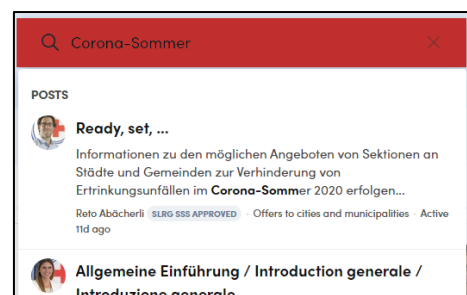 Corona-Sommer
POSTS
Ready, set, ...
Informationen zu den möglichen Angeboten von Sektionen an
Städte und Gemeinden zur Verhinderung von
Ertrinkungsunfällen im Corona-Sommer 2020 erfolgen...
Reto Abächerli SLRG SSS APPROVED · Offers to cities and municipalities · Active
11d ago
Allgemeine Einführung / Introduction generale /
Introduzione generale